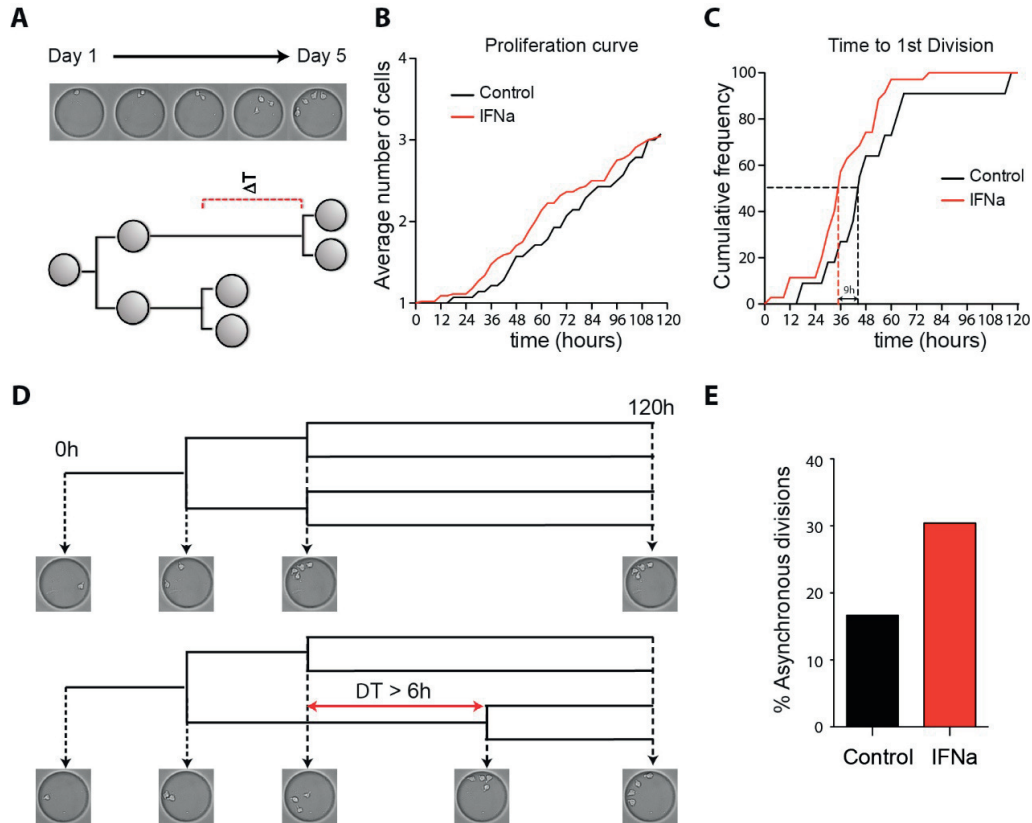 A
Day 1
Day 5
ΔT
B
Proliferation curve
Average number of cells
4
3
2
1
Control
IFNa
0 12 24 36 48 60 72 84 96 108 120
time (hours)
C
Time to 1st Division
Cumulative frequency
100
80
60
40
20
0
Control
IFNa
9h
0 12 24 36 48 60 72 84 96 108 120
time (hours)
D
0h
120h
DT > 6h
E
% Asynchronous divisions
40
30
20
10
0
Control IFNa